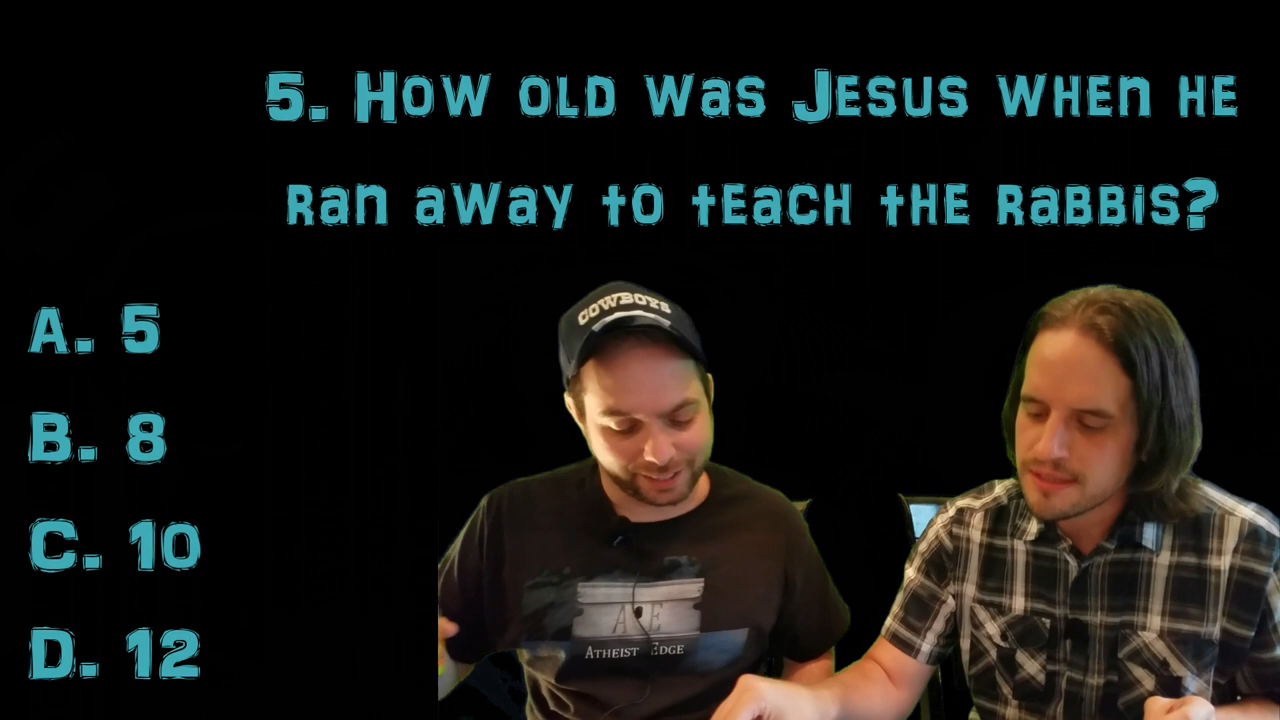 5. How old was Jesus when he
ran away to teach the rabbis?
A. 5
B. 8
C. 10
D. 12
COWBOYS
Atheist Edge